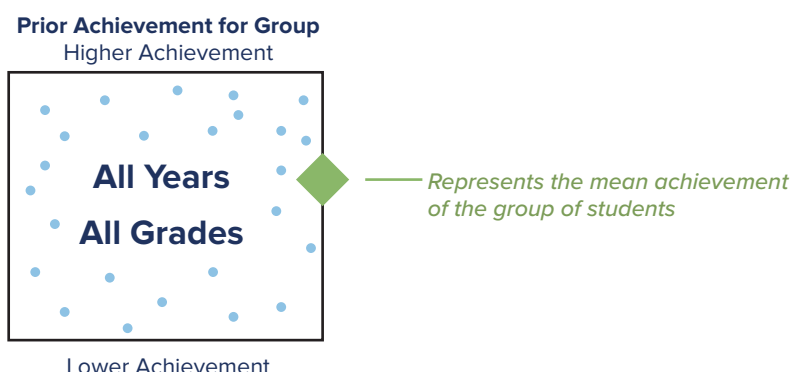 Prior Achievement for Group
Higher Achievement
All Years
All Grades
Represents the mean achievement
of the group of students
Lower Achievement